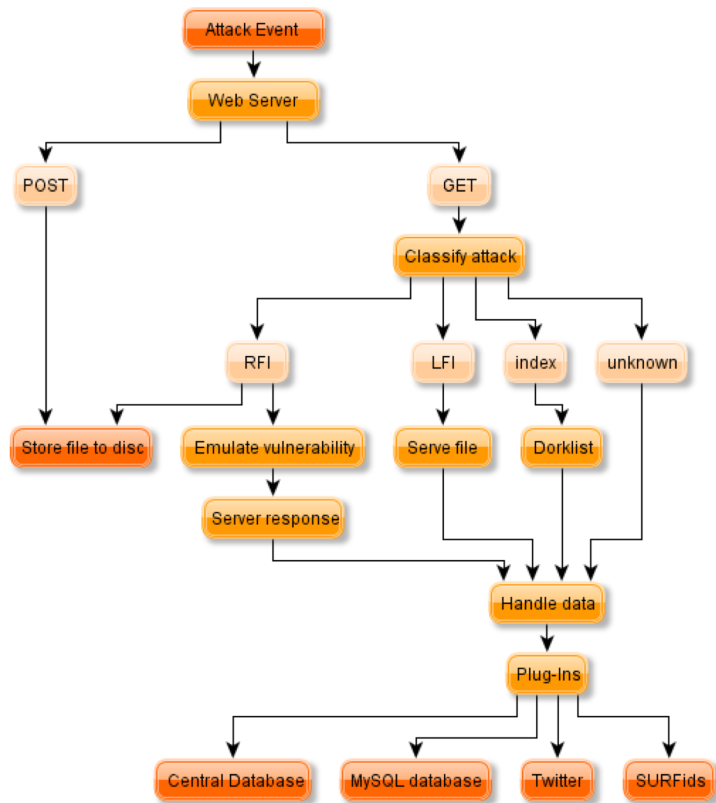 Attack Event
Web Server
POST
GET
Classify attack
RFI
LFI
index
unknown
Store file to disc
Emulate vulnerability
Serve file
Dorklist
Server response
Handle data
Plug-Ins
Central Database
MySQL database
Twitter
SURFids